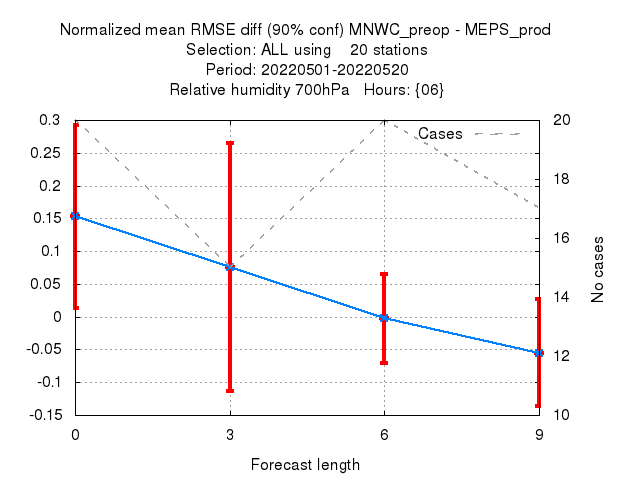 Normalized mean RMSE diff (90% conf) MNWC_preop - MEPS_prod
Selection: ALL using    20 stations
Period: 20220501-20220520
Relative humidity 700hPa   Hours: {06}
Cases
0.3
0.25
0.2
0.15
0.1
0.05
0
-0.05
-0.1
-0.15
20
18
16
14
12
10
No cases
0 3 6 9
Forecast length